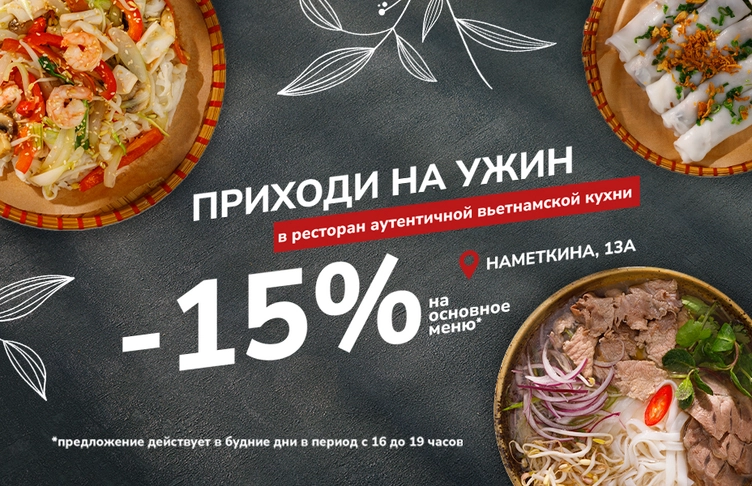 ПРИХОДИ НА УЖИН
в ресторан аутентичной вьетнамской кухни
НАМЕТКИНА, 13А
-15%
на
основное
меню*
*предложение действует в будние дни в период с 16 до 19 часов